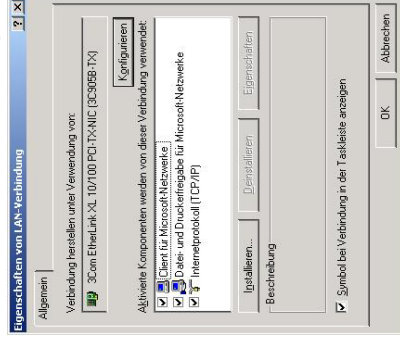 Eigenschaften von LAN-Verbindung
Allgemein
Verbindung herstellen unter Verwendung von:
3Com EtherLink XL 10/100 PCI-TX-NIC (3C905B-TX)
Konfigurieren
Aktivierte Komponenten werden von dieser Verbindung verwendet:
Client für Microsoft-Netzwerke
Datei- und Druckerfreigabe für Microsoft-Netzwerke
Internetprotokoll (TCP/IP)
Installieren...
Deinstallieren
Eigenschaften
Beschreibung
Symbol bei Verbindung in der Taskleiste anzeigen
OK
Abbrechen